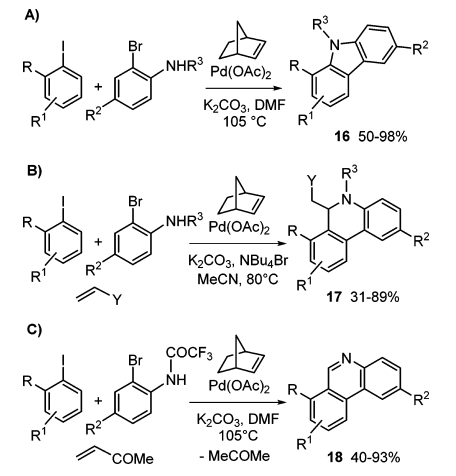 A)
I
Br
R
NHR³
R¹
+
R²
Pd(OAc)₂
K₂CO₃, DMF
105 °C
R³
N
R
R²
R¹
16 50-98%
B)
I
Br
R
NHR³
R¹
+
R²
Y
Pd(OAc)₂
K₂CO₃, NBu₄Br
MeCN, 80°C
Y
R³
N
R
R²
R¹
17 31-89%
C)
I
Br
COCF₃
R
NH
R¹
+
R²
COMe
Pd(OAc)₂
K₂CO₃, DMF
105°C
- MeCOMe
N
R
R²
R¹
18 40-93%